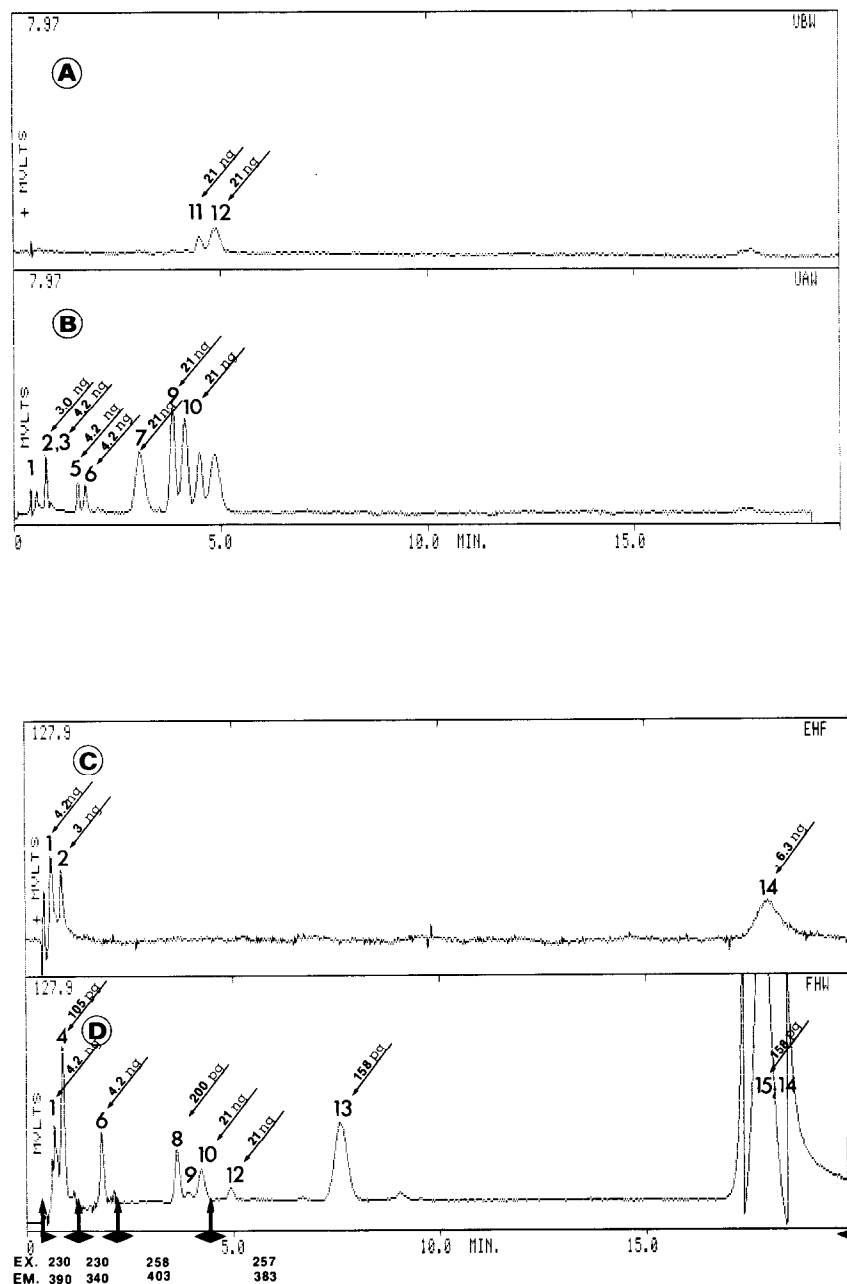 7.97 UBW
A
+ MVLTS
21 ng
21 ng
11 12
7.97 UAW
B
MVLTS
3.0 ng
4.2 ng
4.2 ng
4.2 ng
21 ng
21 ng
21 ng
1
2,3
5
6
7
9
10
0 5.0 10.0 MIN. 15.0
127.9 EHF
C
+ MVLTS
4.2ng
3 ng
1
2
6.3 ng
14
127.9 FHW
D
MVLTS
105 pg
4.2 ng
4.2 ng
200 pg
21 ng
21 ng
158 pg
158 pg
4
1
6
8
9
10
12
13
15,14
0 5.0 10.0 MIN. 15.0
EX. 230 230 258 257
EM. 390 340 403 383